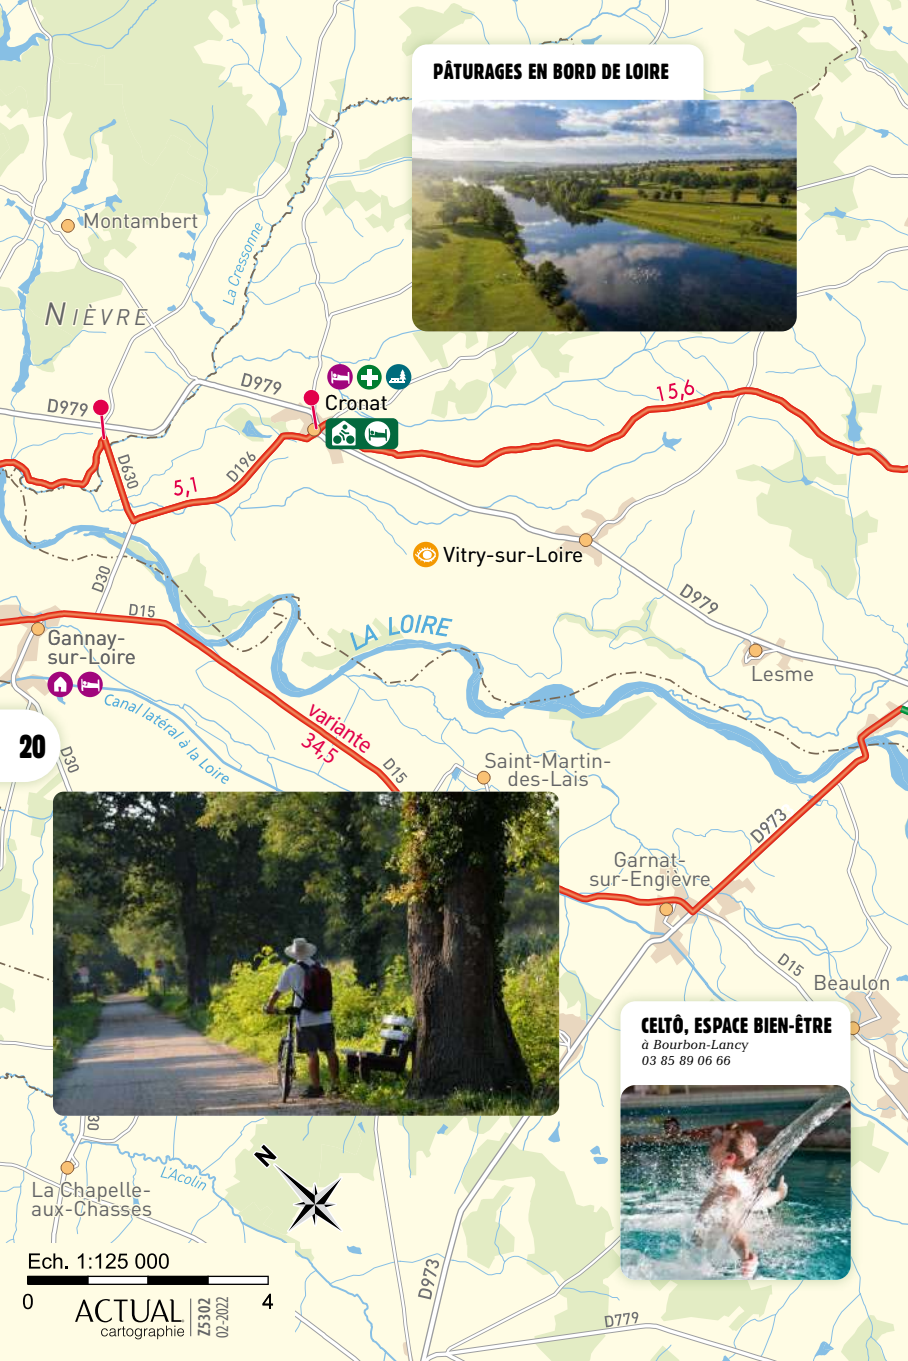 PÂTURAGES EN BORD DE LOIRE
Montambert
La Cressonne
NIÈVRE
D979
D979
Cronat
15,6
D630
5,1
D196
Vitry-sur-Loire
D30
D15
D979
LA LOIRE
Gannay-
sur-Loire
Lesme
Canal latéral à la Loire
variante
34,5
20
D30
D15
Saint-Martin-
des-Lais
D973
Garnat-
sur-Engièvre
D15
Beaulon
CELTÔ, ESPACE BIEN-ÊTRE
à Bourbon-Lancy
03 85 89 06 66
30
N
L'Acolin
La Chapelle-
aux-Chasses
Ech. 1:125 000
0 4
ACTUAL
cartographie
Z5302
02-2022
D973
D779